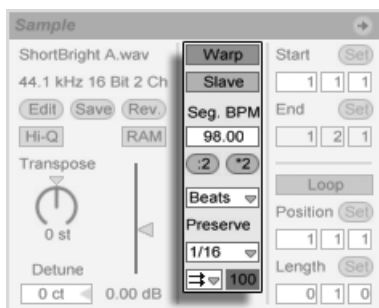 Sample
ShortBright A.wav
44.1 kHz 16 Bit 2 Ch
Edit Save Rev.
Hi-Q RAM
Transpose
0 st
Detune
0 ct 0.00 dB
Warp
Slave
Seg. BPM
98.00
:2 *2
Beats
Preserve
1/16
100
Start Set
1 1 1
End Set
1 2 1
Loop
Position Set
1 1 1
Length Set
0 1 0